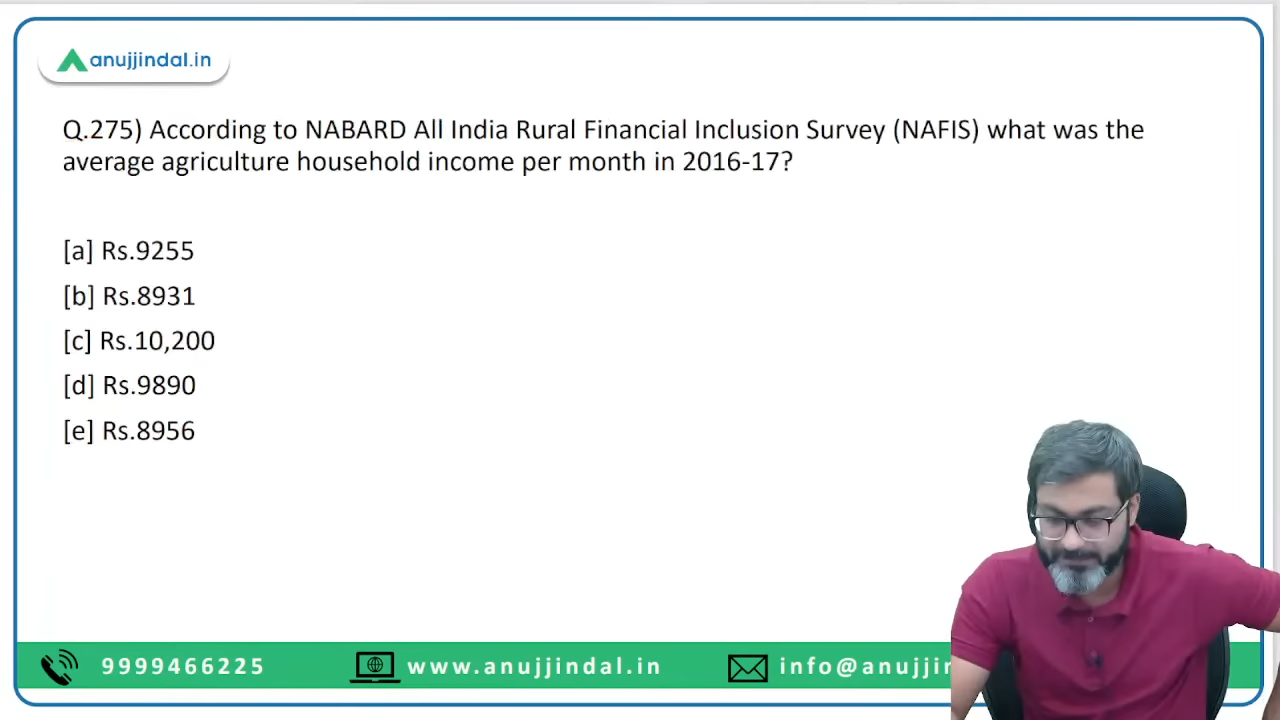 anujjindal.in
Q.275) According to NABARD All India Rural Financial Inclusion Survey (NAFIS) what was the
average agriculture household income per month in 2016-17?
[a] Rs.9255
[b] Rs.8931
[c] Rs.10,200
[d] Rs.9890
[e] Rs.8956
9999466225
www.anujjindal.in